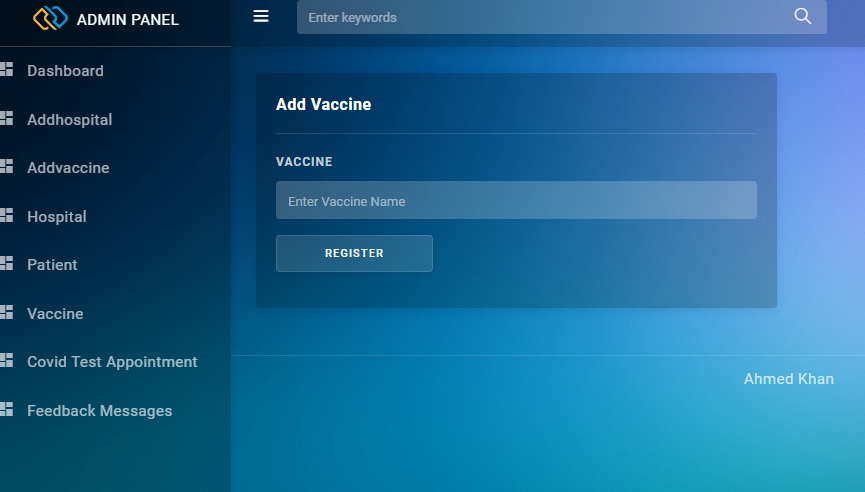 ADMIN PANEL
Enter keywords
Dashboard
Addhospital
Addvaccine
Hospital
Patient
Vaccine
Covid Test Appointment
Feedback Messages
Add Vaccine
VACCINE
Enter Vaccine Name
REGISTER
Ahmed Khan